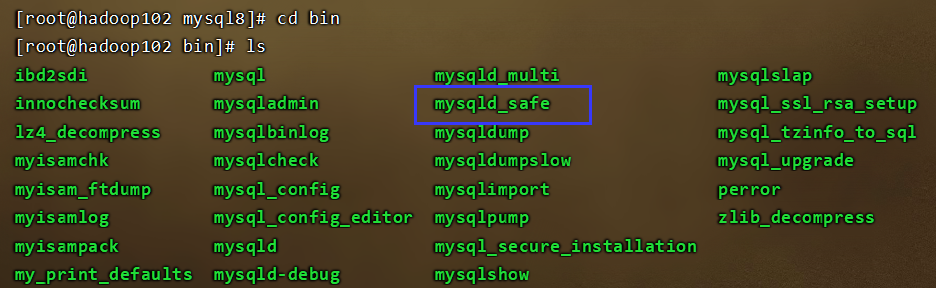 [root@hadoop102 mysql8]# cd bin
[root@hadoop102 bin]# ls
ibd2sdi mysql mysqld_multi mysqlslap
innochecksum mysqladmin mysqld_safe mysql_ssl_rsa_setup
lz4_decompress mysqlbinlog mysqldump mysql_tzinfo_to_sql
myisamchk mysqlcheck mysqldumpslow mysql_upgrade
myisam_ftdump mysql_config mysqlimport perror
myisamlog mysql_config_editor mysqlpump zlib_decompress
myisampack mysqld mysql_secure_installation
my_print_defaults mysqld-debug mysqlshow